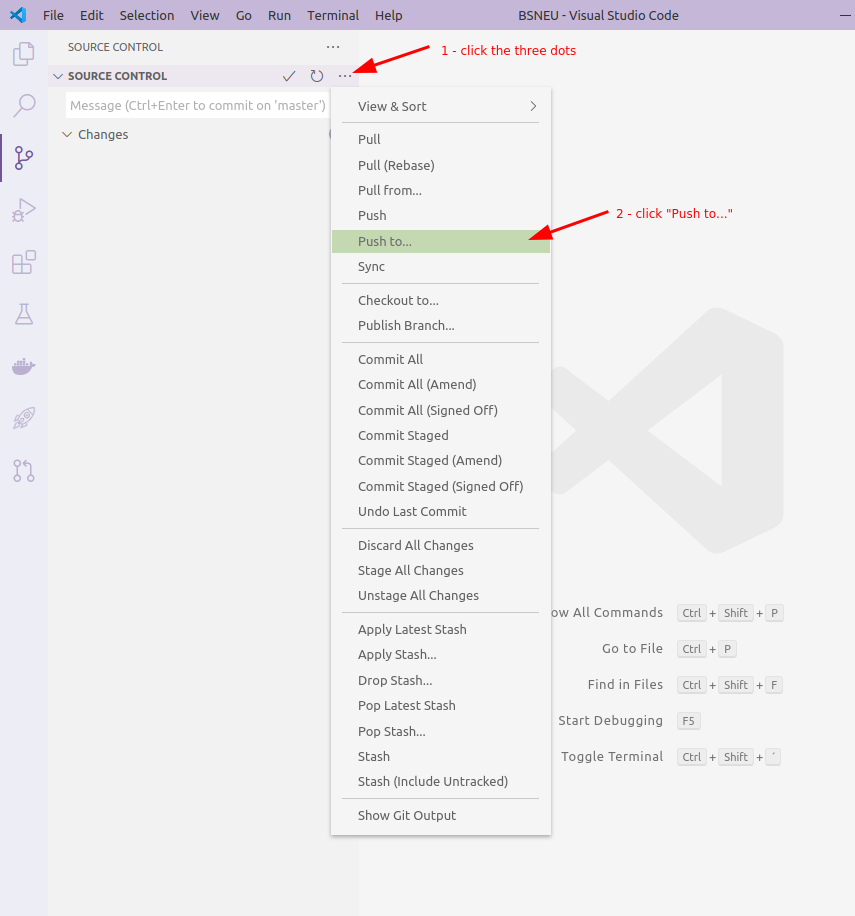 File Edit Selection View Go Run Terminal Help BSNEU - Visual Studio Code
SOURCE CONTROL ...
1 - click the three dots
SOURCE CONTROL ...
Message (Ctrl+Enter to commit on 'master')
Changes
View & Sort
Pull
Pull (Rebase)
Pull from...
Push
2 - click "Push to..."
Push to...
Sync
Checkout to...
Publish Branch...
Commit All
Commit All (Amend)
Commit All (Signed Off)
Commit Staged
Commit Staged (Amend)
Commit Staged (Signed Off)
Undo Last Commit
Discard All Changes
Stage All Changes
Unstage All Changes
Apply Latest Stash
Apply Stash...
Drop Stash...
Pop Latest Stash
Pop Stash...
Stash
Stash (Include Untracked)
Show Git Output
ow All Commands Ctrl + Shift + P
Go to File Ctrl + P
Find in Files Ctrl + Shift + F
Start Debugging F5
Toggle Terminal Ctrl + Shift + ´